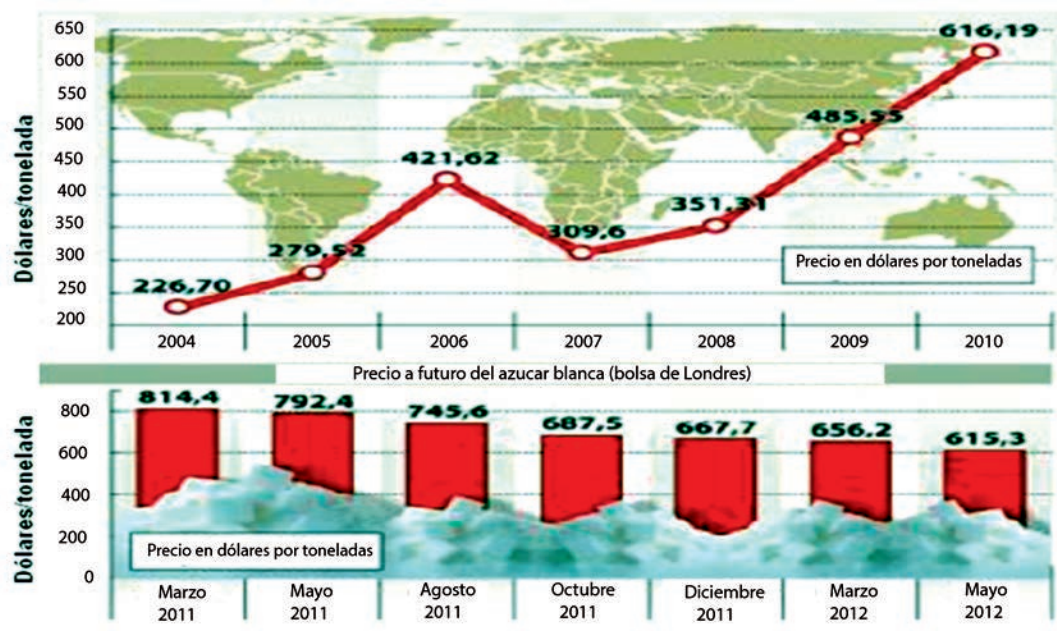 Dólares/tonelada
650
600
550
500
450
400
350
300
250
200
226,70
279,52
421,62
309,6
351,31
485,55
616,19
Precio en dólares por toneladas
2004 2005 2006 2007 2008 2009 2010
Precio a futuro del azucar blanca (bolsa de Londres)
Dólares/tonelada
800
600
400
200
0
814,4 792,4 745,6 687,5 667,7 656,2 615,3
Precio en dólares por toneladas
Marzo Mayo Agosto Octubre Diciembre Marzo Mayo
2011 2011 2011 2011 2011 2012 2012